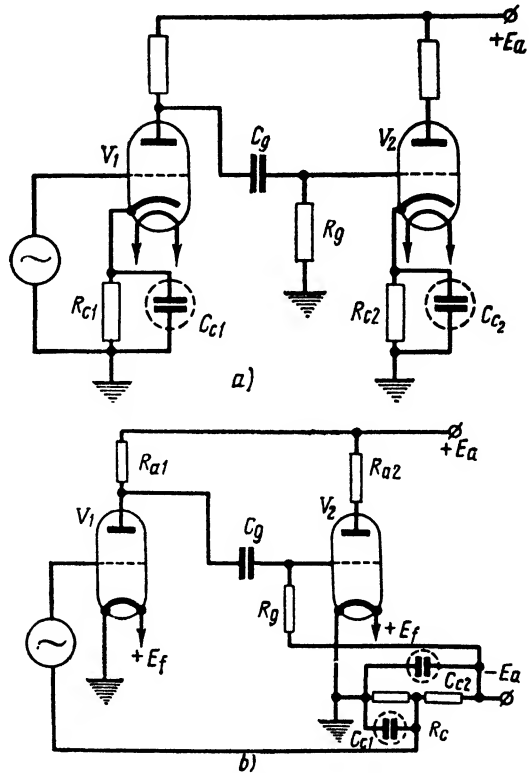 +Ea
V1
Cg
V2
Rg
Rc1
Cc1
Rc2
Cc2
a)
+Ea
Ra1
Ra2
V1
V2
Cg
Rg
+Ef
+Ef
Cc2
-Ea
Cc1
Rc
b)